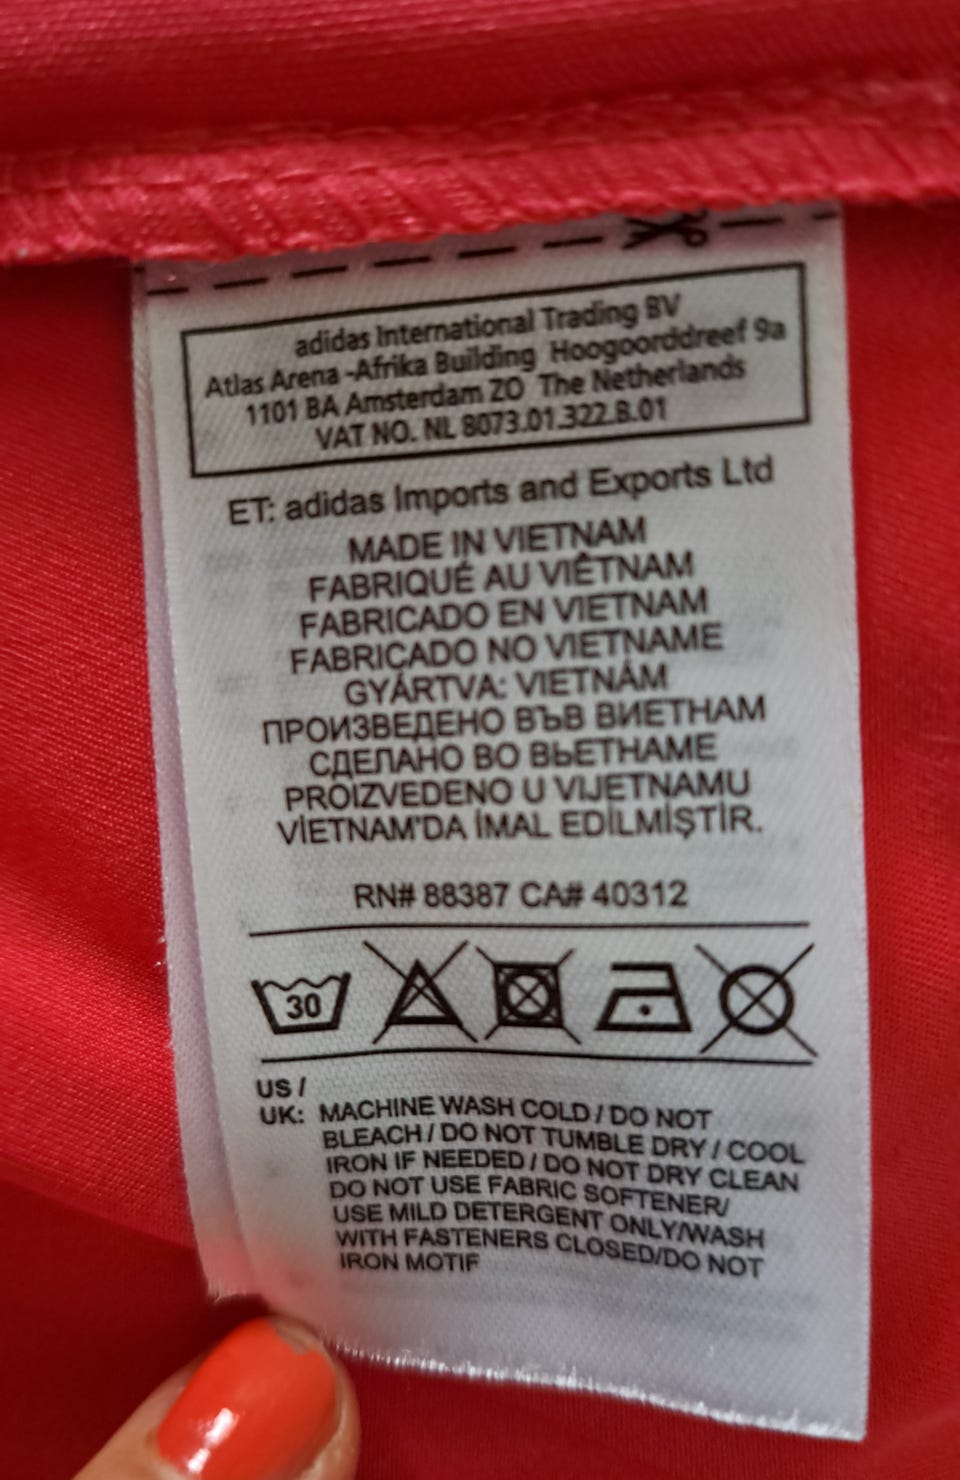 adidas International Trading BV
Atlas Arena -Afrika Building Hoogoorddreef 9a
1101 BA Amsterdam ZO The Netherlands
VAT NO. NL 8073.01.322.B.01
ET: adidas Imports and Exports Ltd
MADE IN VIETNAM
FABRIQUÉ AU VIÊTNAM
FABRICADO EN VIETNAM
FABRICADO NO VIETNAME
GYÁRTVA: VIETNÁM
ПРОИЗВЕДЕНО ВЪВ ВИЕТНАМ
СДЕЛАНО ВО ВЬЕТНАМЕ
PROIZVEDENO U VIJETNAMU
VİETNAM'DA İMAL EDİLMİŞTİR.
RN# 88387 CA# 40312
30
US /
UK: MACHINE WASH COLD / DO NOT
BLEACH / DO NOT TUMBLE DRY / COOL
IRON IF NEEDED / DO NOT DRY CLEAN
DO NOT USE FABRIC SOFTENER/
USE MILD DETERGENT ONLY/WASH
WITH FASTENERS CLOSED/DO NOT
IRON MOTIF